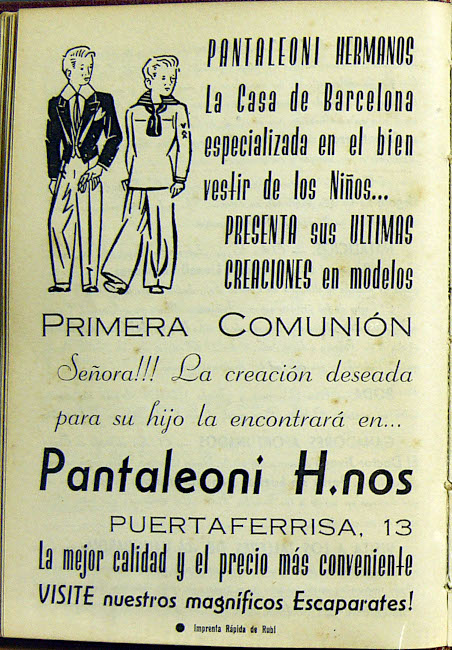 PANTALEONI HERMANOS
La Casa de Barcelona
especializada en el bien
vestir de los Niños...
PRESENTA sus ULTIMAS
CREACIONES en modelos
PRIMERA COMUNIÓN
Señora!!! La creación deseada
para su hijo la encontrará en...
Pantaleoni H.nos
PUERTAFERRISA, 13
La mejor calidad y el precio más conveniente
VISITE nuestros magníficos Escaparates!
● Imprenta Rápida de Rubí